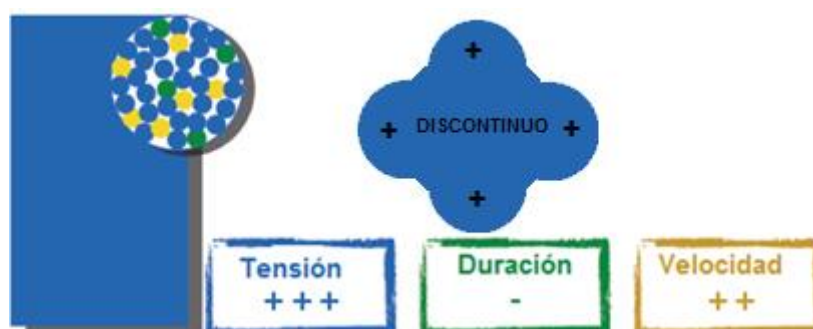 +
+ DISCONTINUO +
+
Tensión
+ + +
Duración
-
Velocidad
+ +